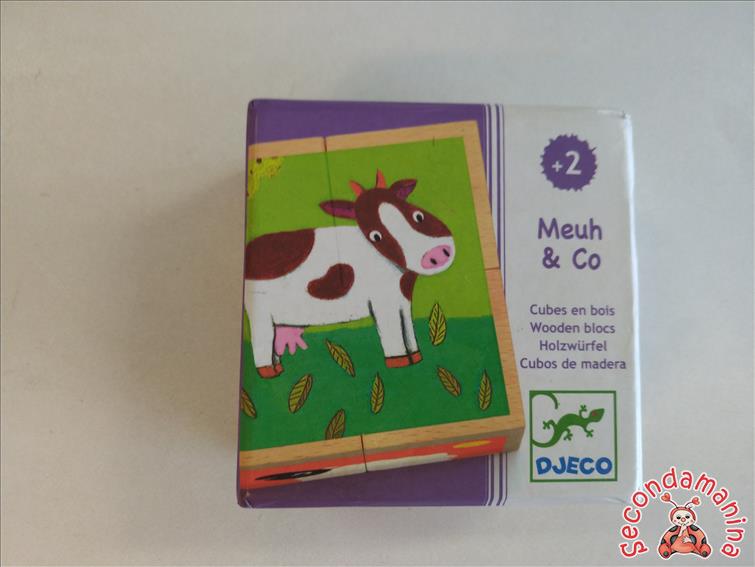 +2
Meuh
& Co
Cubes en bois
Wooden blocs
Holzwürfel
Cubos de madera
DJECO
Secondamanina